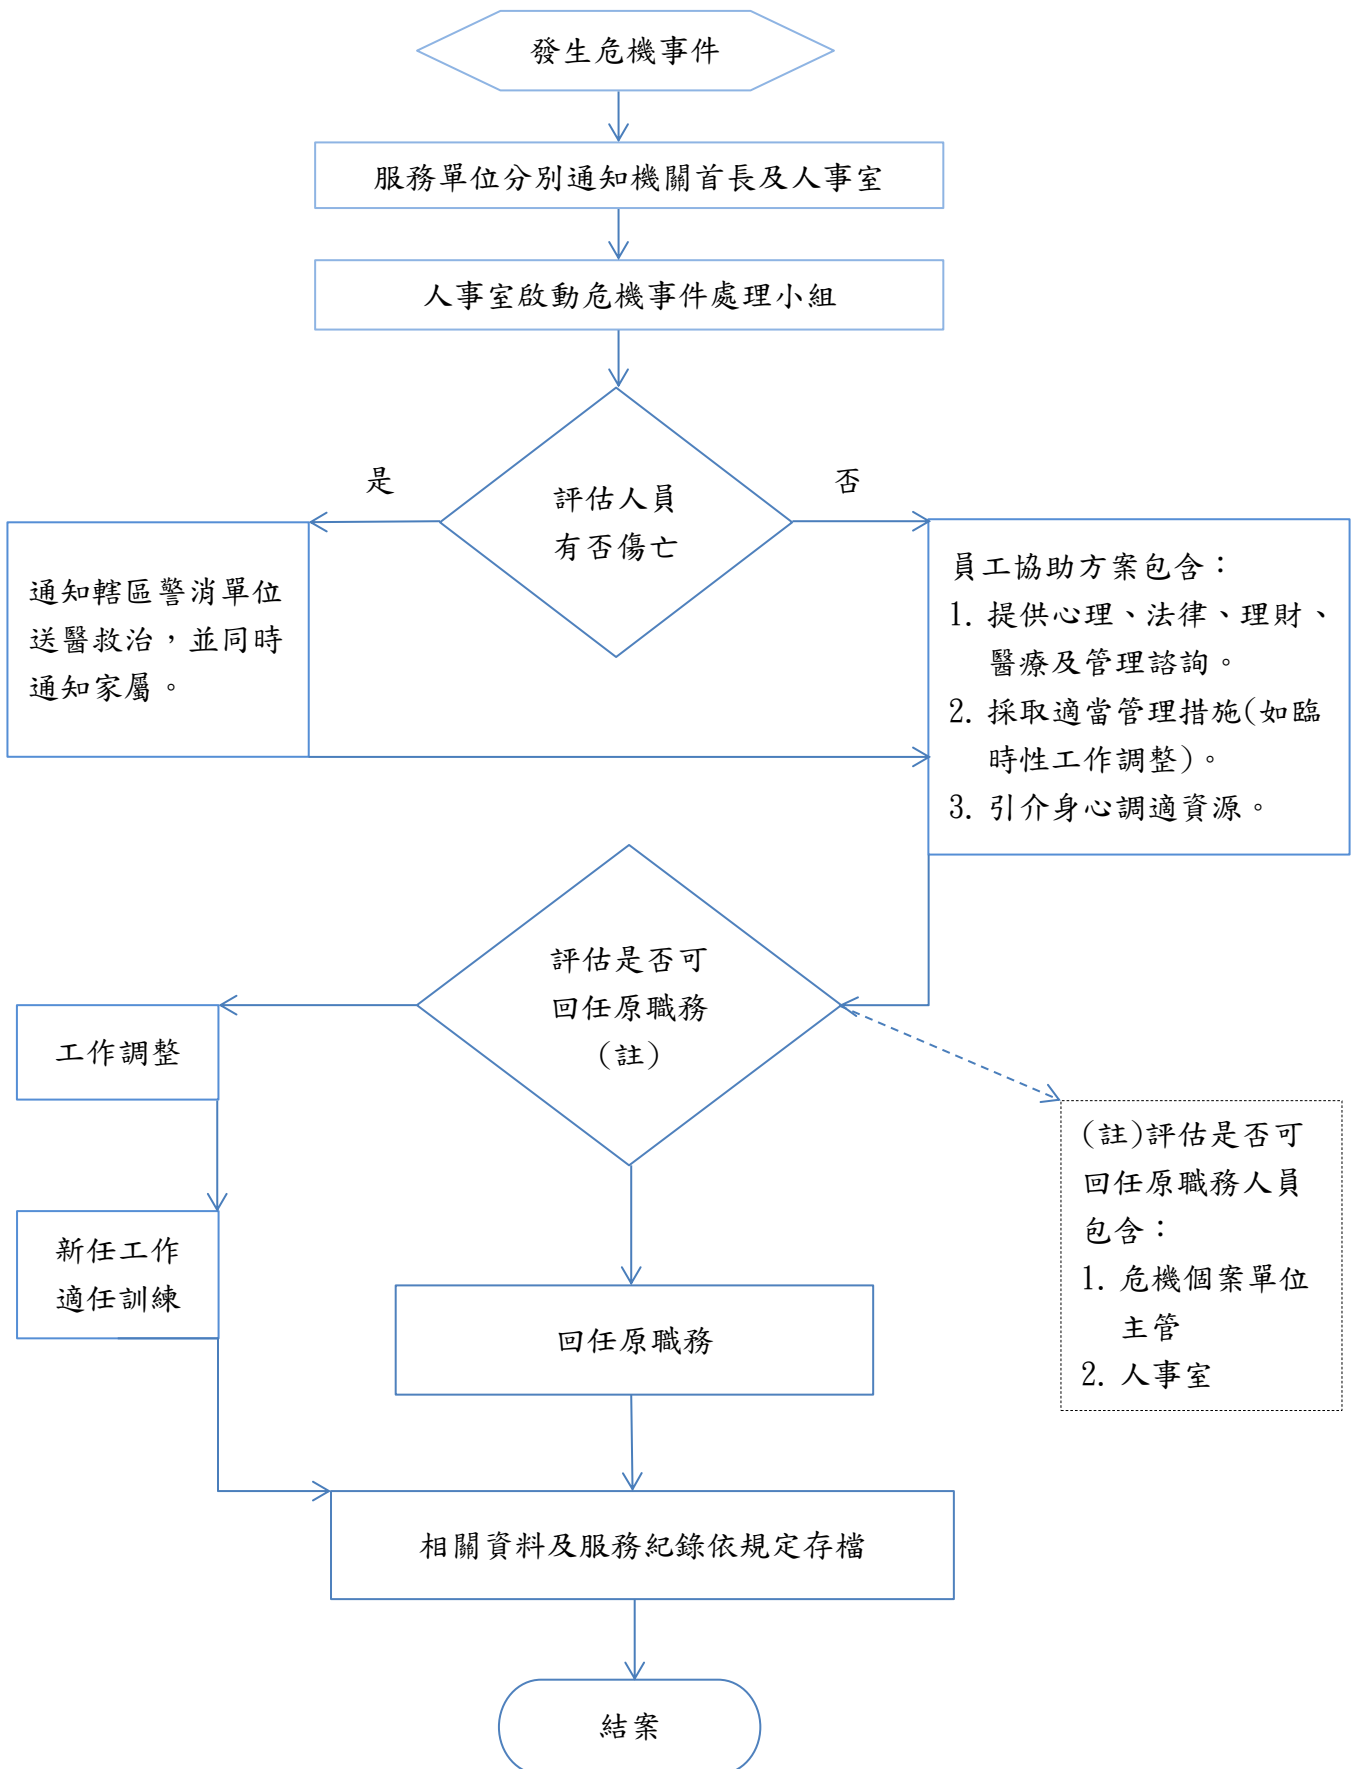 發生危機事件
服務單位分別通知機關首長及人事室
人事室啟動危機事件處理小組
是
否
評估人員
有否傷亡
通知轄區警消單位
送醫救治，並同時
通知家屬。
員工協助方案包含：
1. 提供心理、法律、理財、
醫療及管理諮詢。
2. 採取適當管理措施(如臨
時性工作調整)。
3. 引介身心調適資源。
評估是否可
回任原職務
(註)
工作調整
(註)評估是否可
回任原職務人員
包含：
1. 危機個案單位
主管
2. 人事室
新任工作
適任訓練
回任原職務
相關資料及服務紀錄依規定存檔
結案